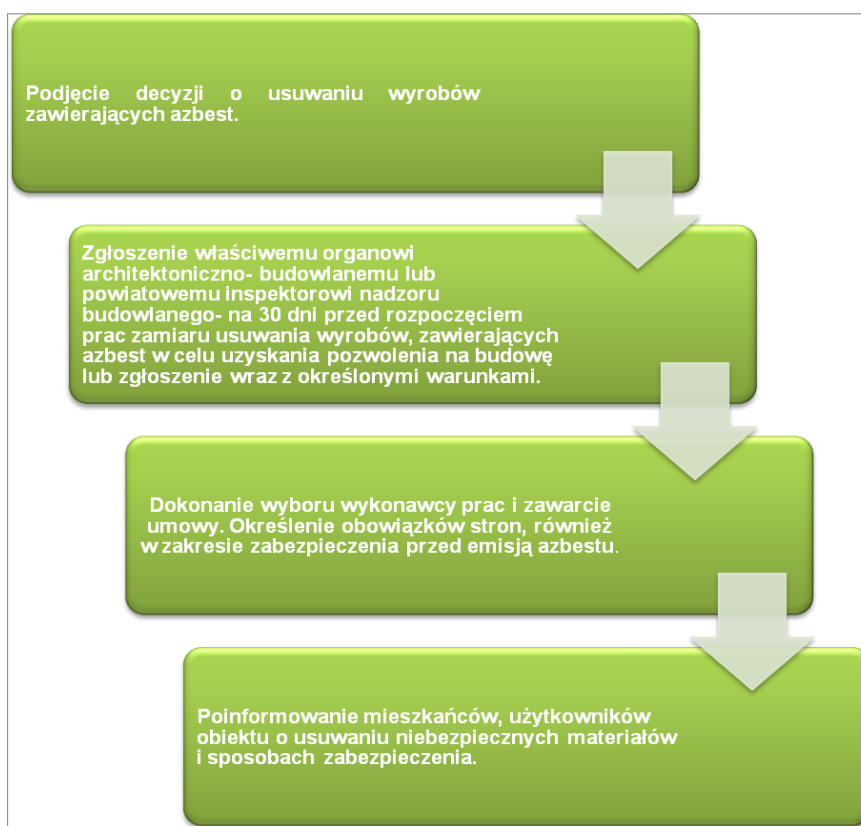 Podjęcie decyzji o usuwaniu wyrobów
zawierających azbest.
Zgłoszenie właściwemu organowi
architektoniczno- budowlanemu lub
powiatowemu inspektorowi nadzoru
budowlanego- na 30 dni przed rozpoczęciem
prac zamiaru usuwania wyrobów, zawierających
azbest w celu uzyskania pozwolenia na budowę
lub zgłoszenie wraz z określonymi warunkami.
Dokonanie wyboru wykonawcy prac i zawarcie
umowy. Określenie obowiązków stron, również
w zakresie zabezpieczenia przed emisją azbestu.
Poinformowanie mieszkańców, użytkowników
obiektu o usuwaniu niebezpiecznych materiałów
i sposobach zabezpieczenia.